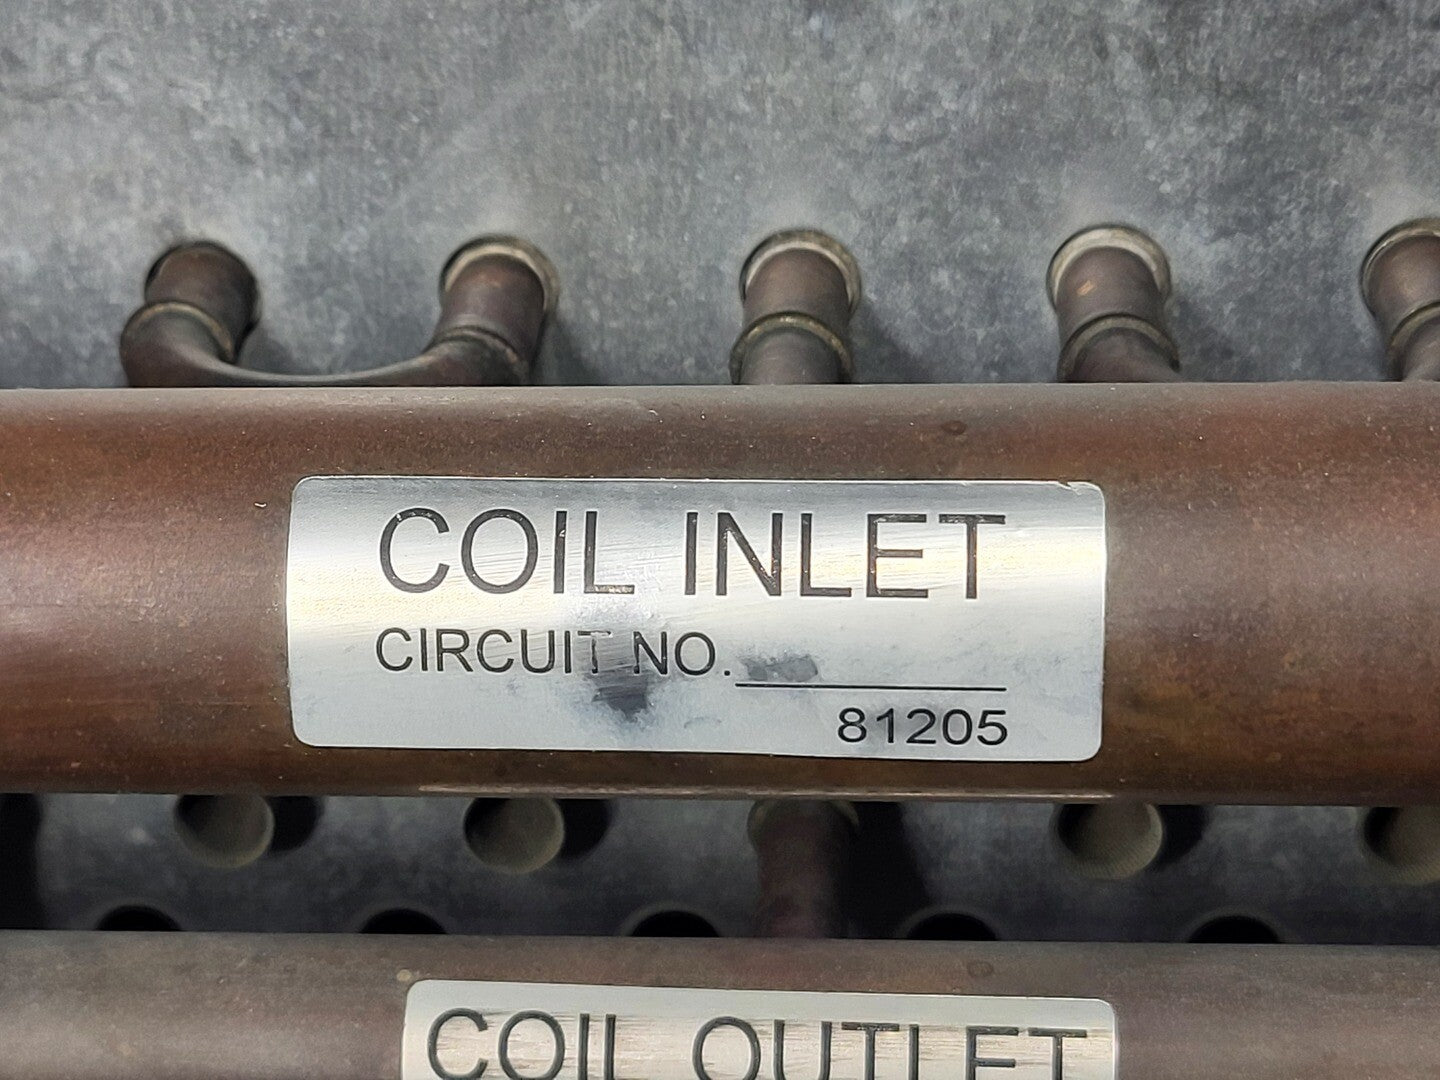 COIL INLET
CIRCUIT NO.
81205
COIL OUTLET